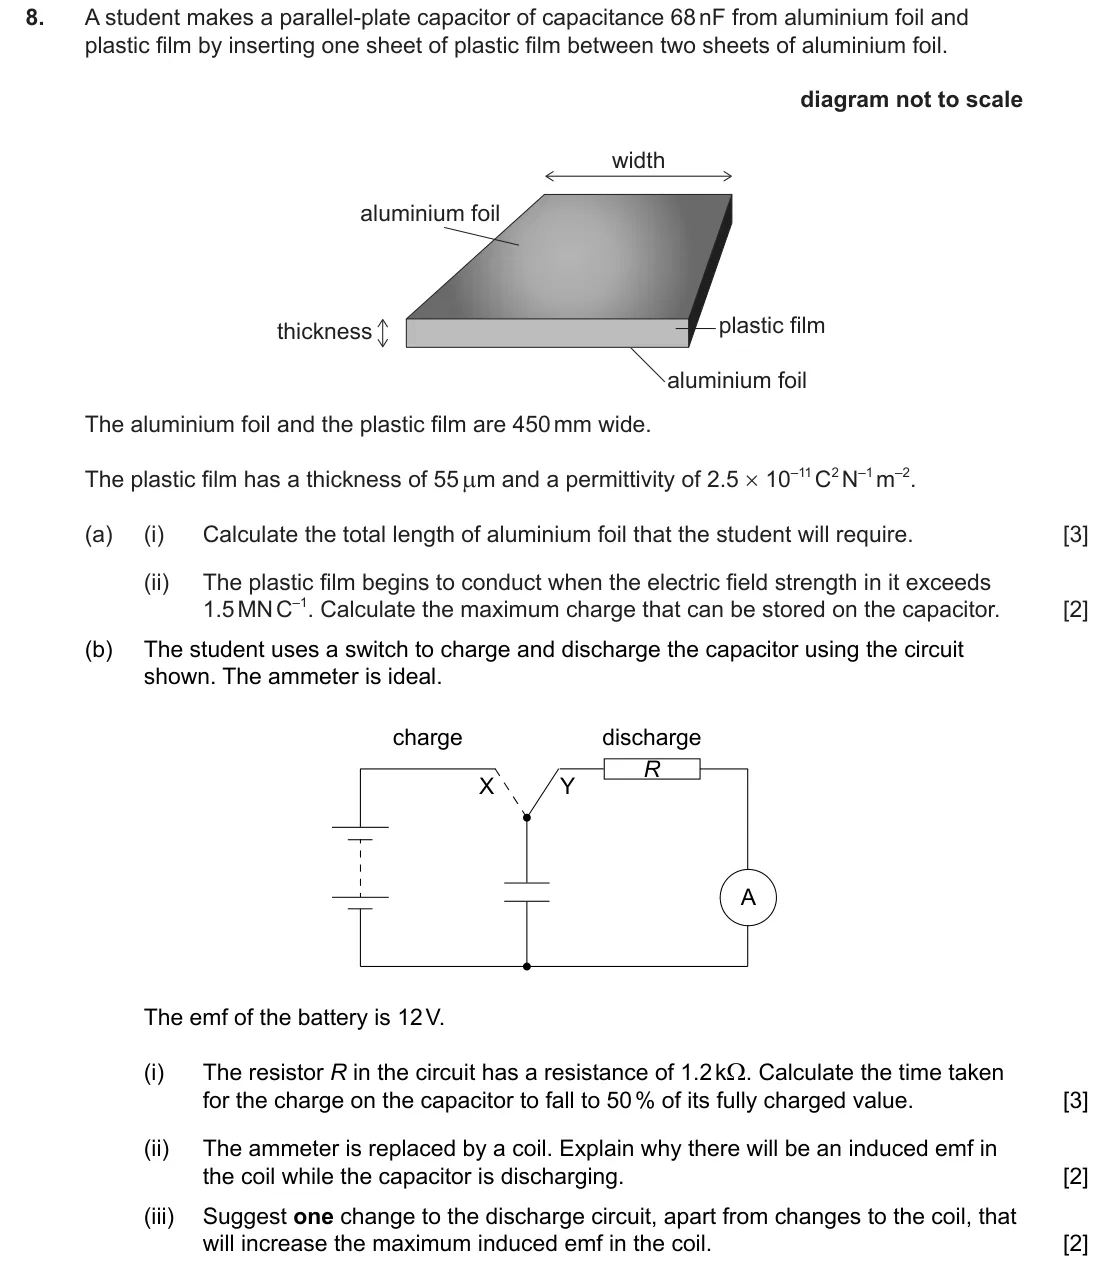 8. A student makes a parallel-plate capacitor of capacitance 68 nF from aluminium foil and
plastic film by inserting one sheet of plastic film between two sheets of aluminium foil.
diagram not to scale
width
aluminium foil
thickness
plastic film
aluminium foil
The aluminium foil and the plastic film are 450 mm wide.
The plastic film has a thickness of 55 μm and a permittivity of 2.5 × 10⁻¹¹ C² N⁻¹ m⁻².
(a) (i) Calculate the total length of aluminium foil that the student will require. [3]
(ii) The plastic film begins to conduct when the electric field strength in it exceeds
1.5 MN C⁻¹. Calculate the maximum charge that can be stored on the capacitor. [2]
(b) The student uses a switch to charge and discharge the capacitor using the circuit
shown. The ammeter is ideal.
charge discharge
R
X Y
A
The emf of the battery is 12 V.
(i) The resistor R in the circuit has a resistance of 1.2 kΩ. Calculate the time taken
for the charge on the capacitor to fall to 50 % of its fully charged value. [3]
(ii) The ammeter is replaced by a coil. Explain why there will be an induced emf in
the coil while the capacitor is discharging. [2]
(iii) Suggest one change to the discharge circuit, apart from changes to the coil, that
will increase the maximum induced emf in the coil. [2]